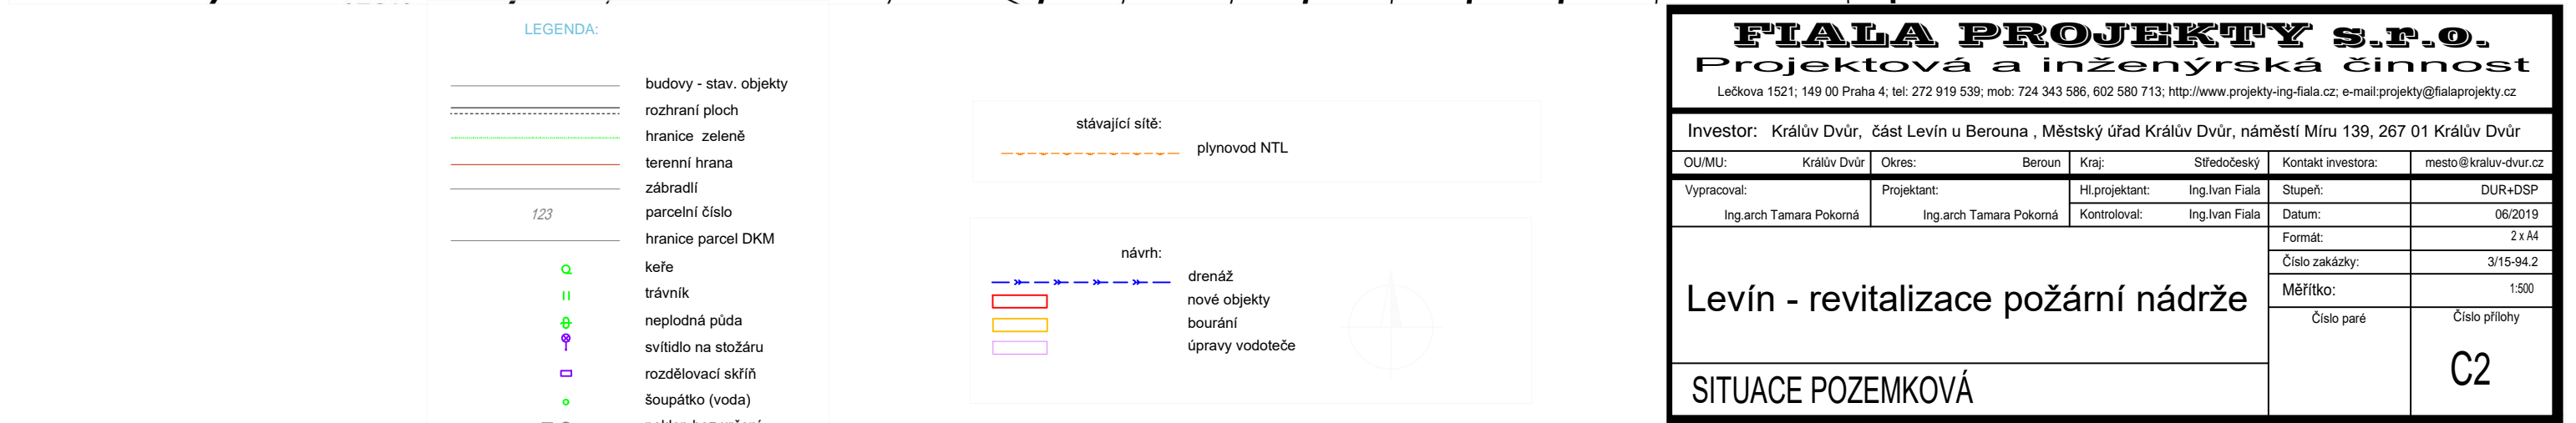 LEGENDA:
budovy - stav. objekty
rozhraní ploch
hranice zeleně
terenní hrana
zábradlí
123 parcelní číslo
hranice parcel DKM
keře
trávník
neplodná půda
svítidlo na stožáru
rozdělovací skříň
šoupátko (voda)
stávající sítě:
plynovod NTL
návrh:
drenáž
nové objekty
bourání
úpravy vodoteče
FIALA PROJEKTY s.r.o.
Projektová a inženýrská činnost
Lečkova 1521; 149 00 Praha 4; tel: 272 919 539; mob: 724 343 586, 602 580 713; http://www.projekty-ing-fiala.cz; e-mail:projekty@fialaprojekty.cz
Investor: Králův Dvůr, část Levín u Berouna , Městský úřad Králův Dvůr, náměstí Míru 139, 267 01 Králův Dvůr
OU/MU: Králův Dvůr Okres: Beroun Kraj: Středočeský Kontakt investora: mesto@kraluv-dvur.cz
Vypracoval: Projektant: Hl.projektant: Ing.Ivan Fiala Stupeň: DUR+DSP
Ing.arch Tamara Pokorná Ing.arch Tamara Pokorná Kontroloval: Ing.Ivan Fiala Datum: 06/2019
Formát: 2 x A4
Číslo zakázky: 3/15-94.2
Levín - revitalizace požární nádrže
Měřítko: 1:500
Číslo paré Číslo přílohy
C2
SITUACE POZEMKOVÁ